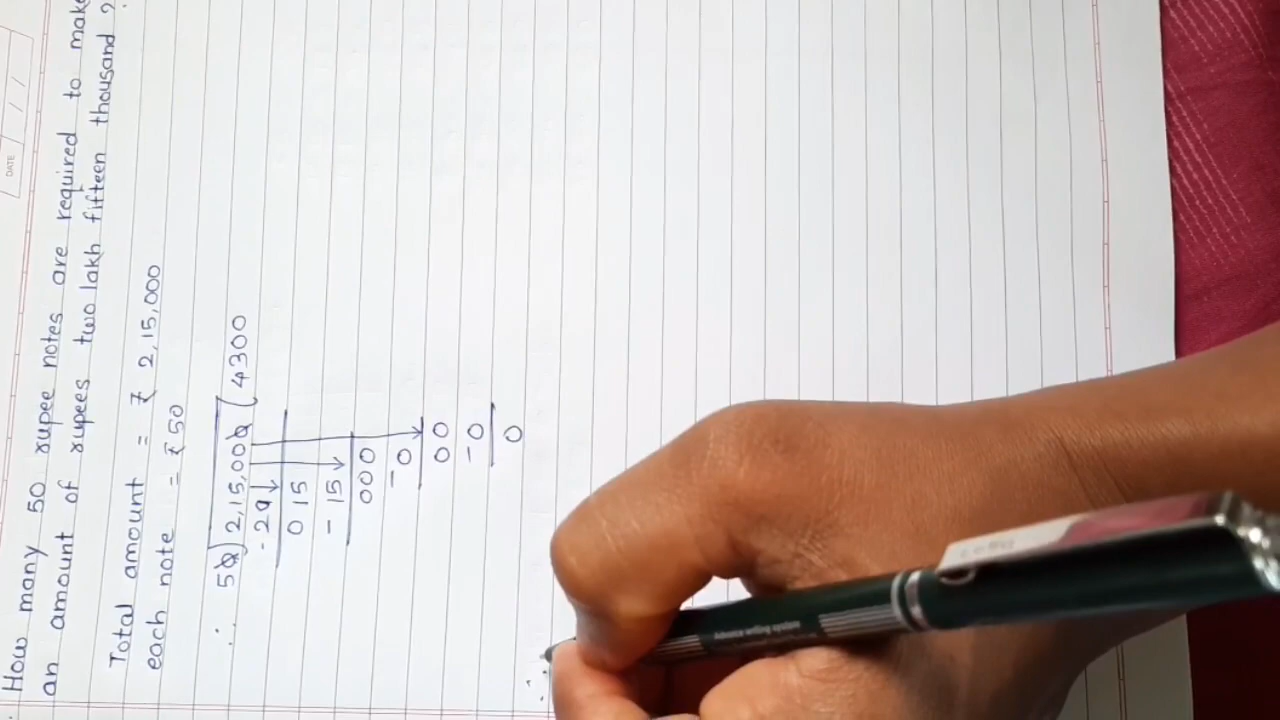 DATE / /
How many 50 rupee notes are required to make
an amount of rupees two lakh fifteen thousand ?
Total amount = ₹ 2,15,000
each note = ₹ 50
∴ 50) 2,15,000 ( 4300
- 20
0 15
- 15
000
- 0
00
- 0
0
∴